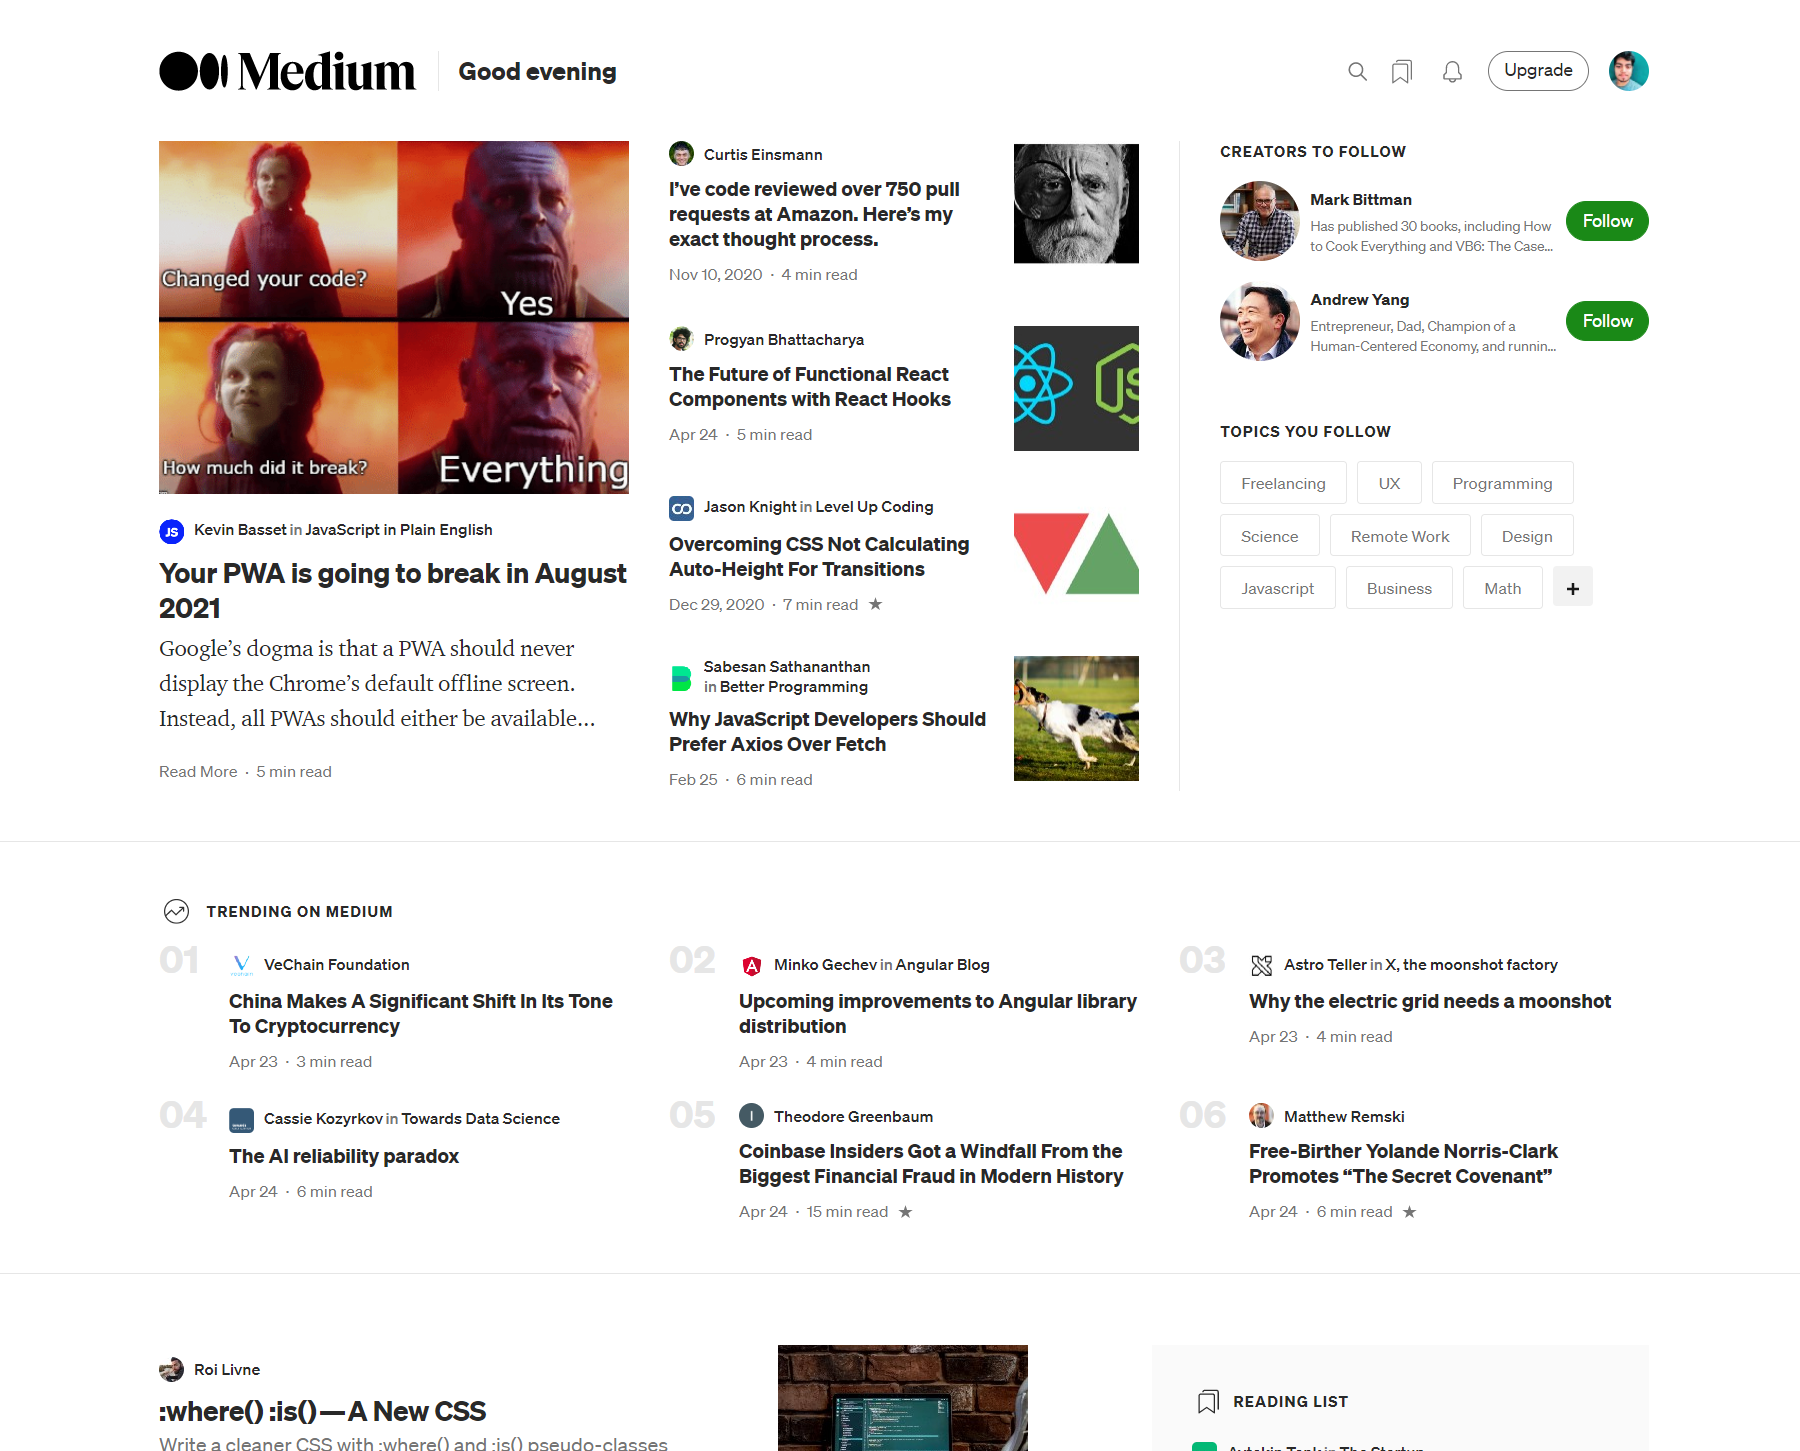 Medium
Good evening
Upgrade
Changed your code?
Yes
How much did it break?
Everything
JS
Kevin Basset in JavaScript in Plain English
Your PWA is going to break in August
2021
Google’s dogma is that a PWA should never
display the Chrome’s default offline screen.
Instead, all PWAs should either be available...
Read More · 5 min read
Curtis Einsmann
I’ve code reviewed over 750 pull
requests at Amazon. Here’s my
exact thought process.
Nov 10, 2020 · 4 min read
Progyan Bhattacharya
The Future of Functional React
Components with React Hooks
Apr 24 · 5 min read
JS
Jason Knight in Level Up Coding
Overcoming CSS Not Calculating
Auto-Height For Transitions
Dec 29, 2020 · 7 min read ★
Sabesan Sathananthan
in Better Programming
Why JavaScript Developers Should
Prefer Axios Over Fetch
Feb 25 · 6 min read
CREATORS TO FOLLOW
Mark Bittman
Has published 30 books, including How
to Cook Everything and VB6: The Case...
Follow
Andrew Yang
Entrepreneur, Dad, Champion of a
Human-Centered Economy, and runnin...
Follow
TOPICS YOU FOLLOW
Freelancing UX Programming
Science Remote Work Design
Javascript Business Math +
TRENDING ON MEDIUM
01
VeChain Foundation
China Makes A Significant Shift In Its Tone
To Cryptocurrency
Apr 23 · 3 min read
02
Minko Gechev in Angular Blog
Upcoming improvements to Angular library
distribution
Apr 23 · 4 min read
03
Astro Teller in X, the moonshot factory
Why the electric grid needs a moonshot
Apr 23 · 4 min read
04
Cassie Kozyrkov in Towards Data Science
The AI reliability paradox
Apr 24 · 6 min read
05
Theodore Greenbaum
Coinbase Insiders Got a Windfall From the
Biggest Financial Fraud in Modern History
Apr 24 · 15 min read ★
06
Matthew Remski
Free-Birther Yolande Norris-Clark
Promotes “The Secret Covenant”
Apr 24 · 6 min read ★
Roi Livne
:where() :is() — A New CSS
Write a cleaner CSS with :where() and :is() pseudo-classes
READING LIST